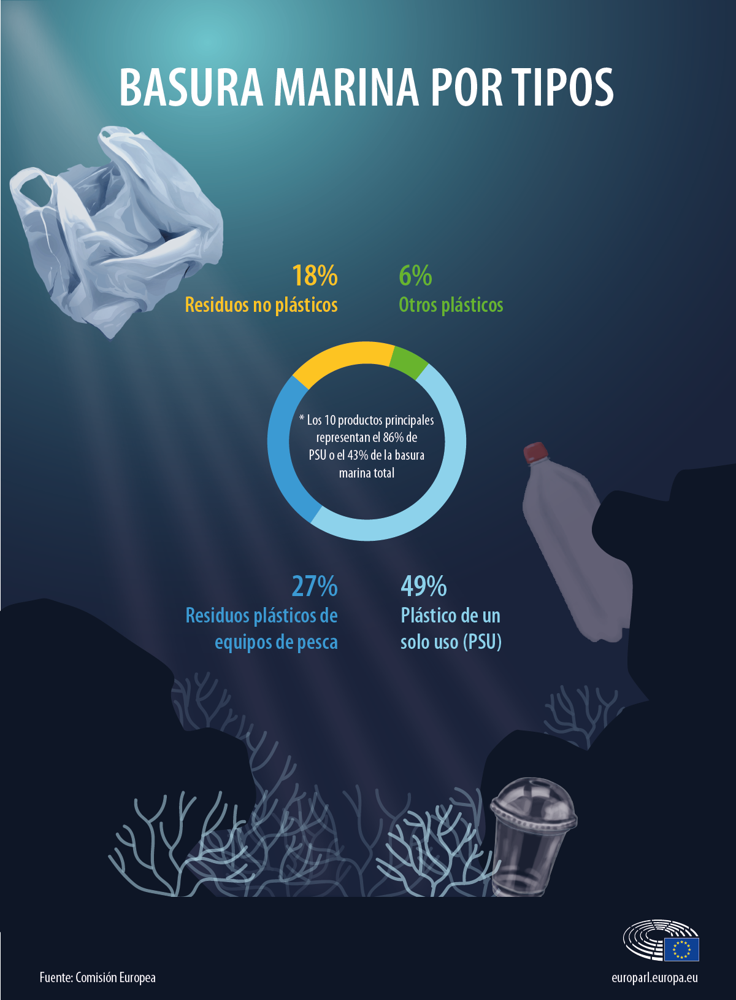 BASURA MARINA POR TIPOS
18%
Residuos no plásticos
6%
Otros plásticos
* Los 10 productos principales
representan el 86% de
PSU o el 43% de la basura
marina total
27%
Residuos plásticos de
equipos de pesca
49%
Plástico de un
solo uso (PSU)
Fuente: Comisión Europea
europarl.europa.eu